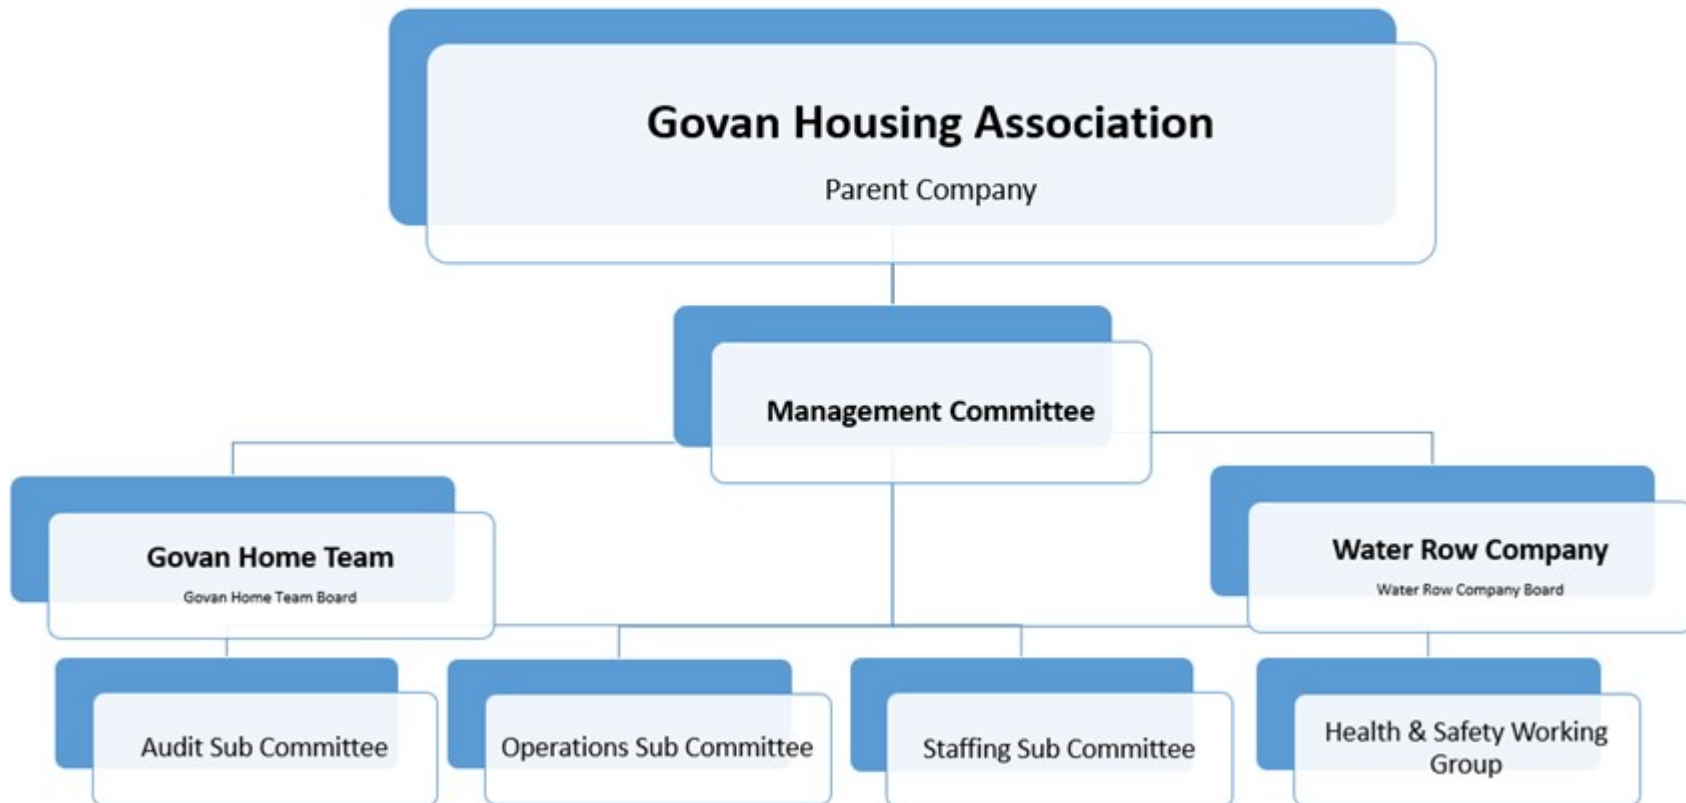 Govan Housing Association
Parent Company
Management Committee
Govan Home Team
Govan Home Team Board
Water Row Company
Water Row Company Board
Audit Sub Committee
Operations Sub Committee
Staffing Sub Committee
Health & Safety Working
Group